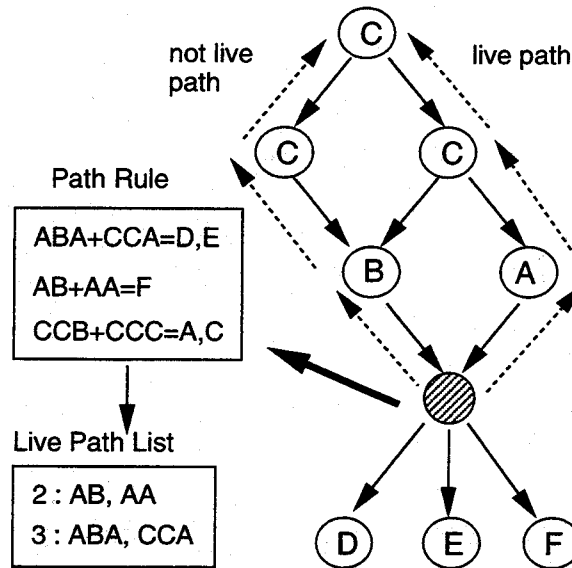 C
not live
path
live path
C
C
Path Rule
ABA+CCA=D,E
AB+AA=F
CCB+CCC=A,C
B
A
Live Path List
2 : AB, AA
3 : ABA, CCA
D
E
F